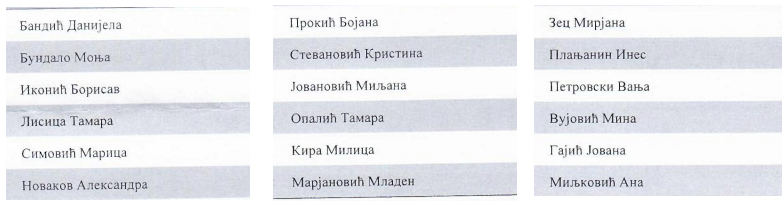 Бандић Данијела
Бундало Моња
Иконић Борисав
Лисица Тамара
Симовић Марица
Новаков Александра
Прокић Бојана
Стевановић Кристина
Јовановић Миљана
Опалић Тамара
Кира Милица
Марјановић Младен
Зец Мирјана
Плањанин Инес
Петровски Вања
Вујовић Мина
Гајић Јована
Миљковић Ана